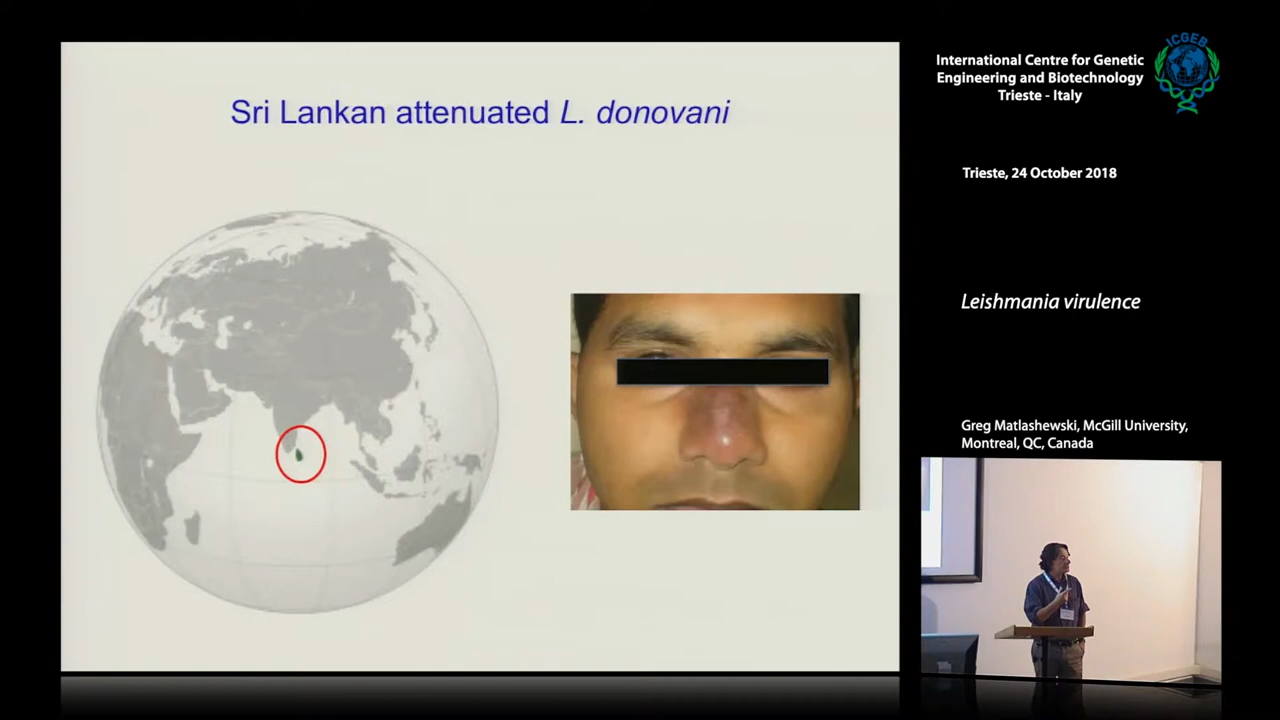 Sri Lankan attenuated L. donovani
International Centre for Genetic
Engineering and Biotechnology
Trieste - Italy
ICGEB
Trieste, 24 October 2018
Leishmania virulence
Greg Matlashewski, McGill University,
Montreal, QC, Canada